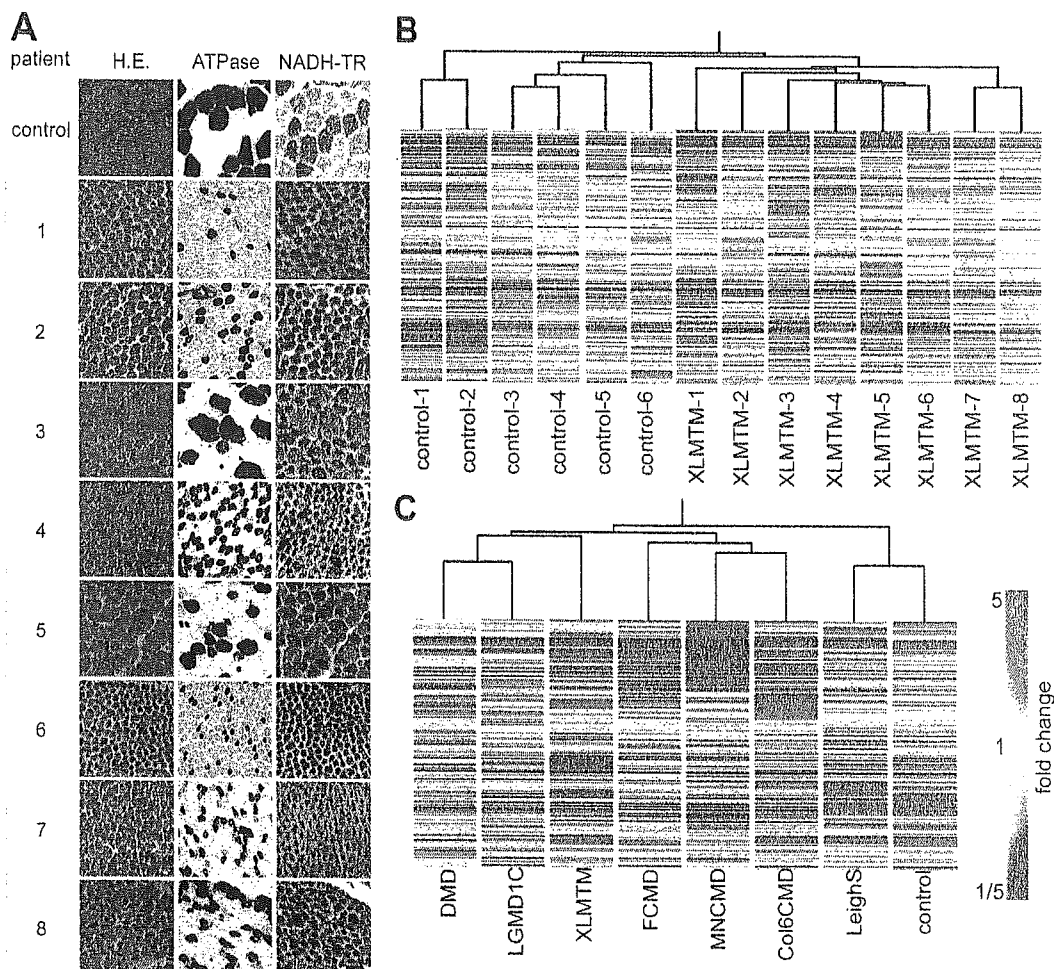 A
patient
H.E. ATPase NADH-TR
control
1
2
3
4
5
6
7
8
B
control-1 control-2 control-3 control-4 control-5 control-6 XLMTM-1 XLMTM-2 XLMTM-3 XLMTM-4 XLMTM-5 XLMTM-6 XLMTM-7 XLMTM-8
C
5
1
1/5
fold change
DMD LGMD1C XLMTM FCMD MNCMD Col6CMD LeighS control